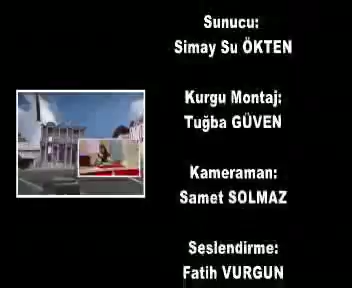 Sunucu:
Simay Su ÖKTEN
Kurgu Montaj:
Tuğba GÜVEN
Kameraman:
Samet SOLMAZ
Seslendirme:
Fatih VURGUN